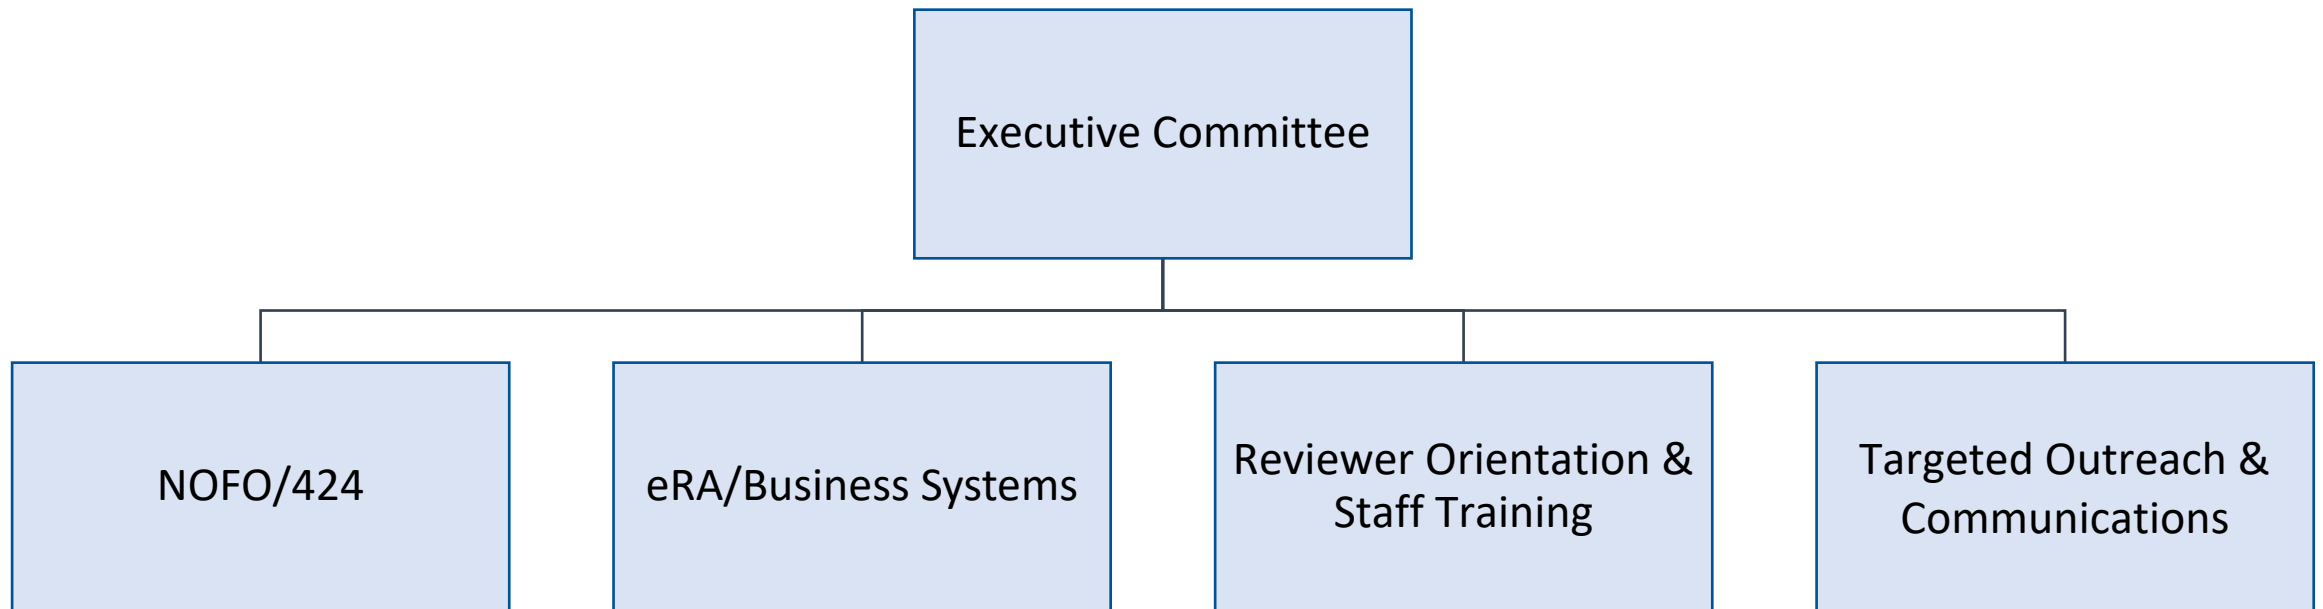 Executive Committee
NOFO/424
eRA/Business Systems
Reviewer Orientation &
Staff Training
Targeted Outreach &
Communications